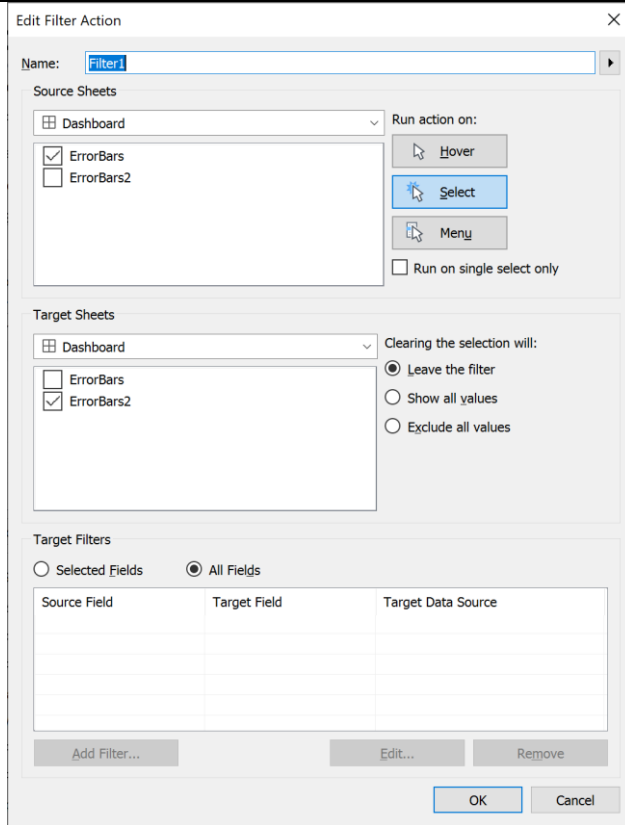 Edit Filter Action
Name: Filter1
Source Sheets
Dashboard
ErrorBars
ErrorBars2
Run action on:
Hover
Select
Menu
Run on single select only
Target Sheets
Dashboard
ErrorBars
ErrorBars2
Clearing the selection will:
Leave the filter
Show all values
Exclude all values
Target Filters
Selected Fields All Fields
Source Field Target Field Target Data Source
Add Filter... Edit... Remove
OK Cancel